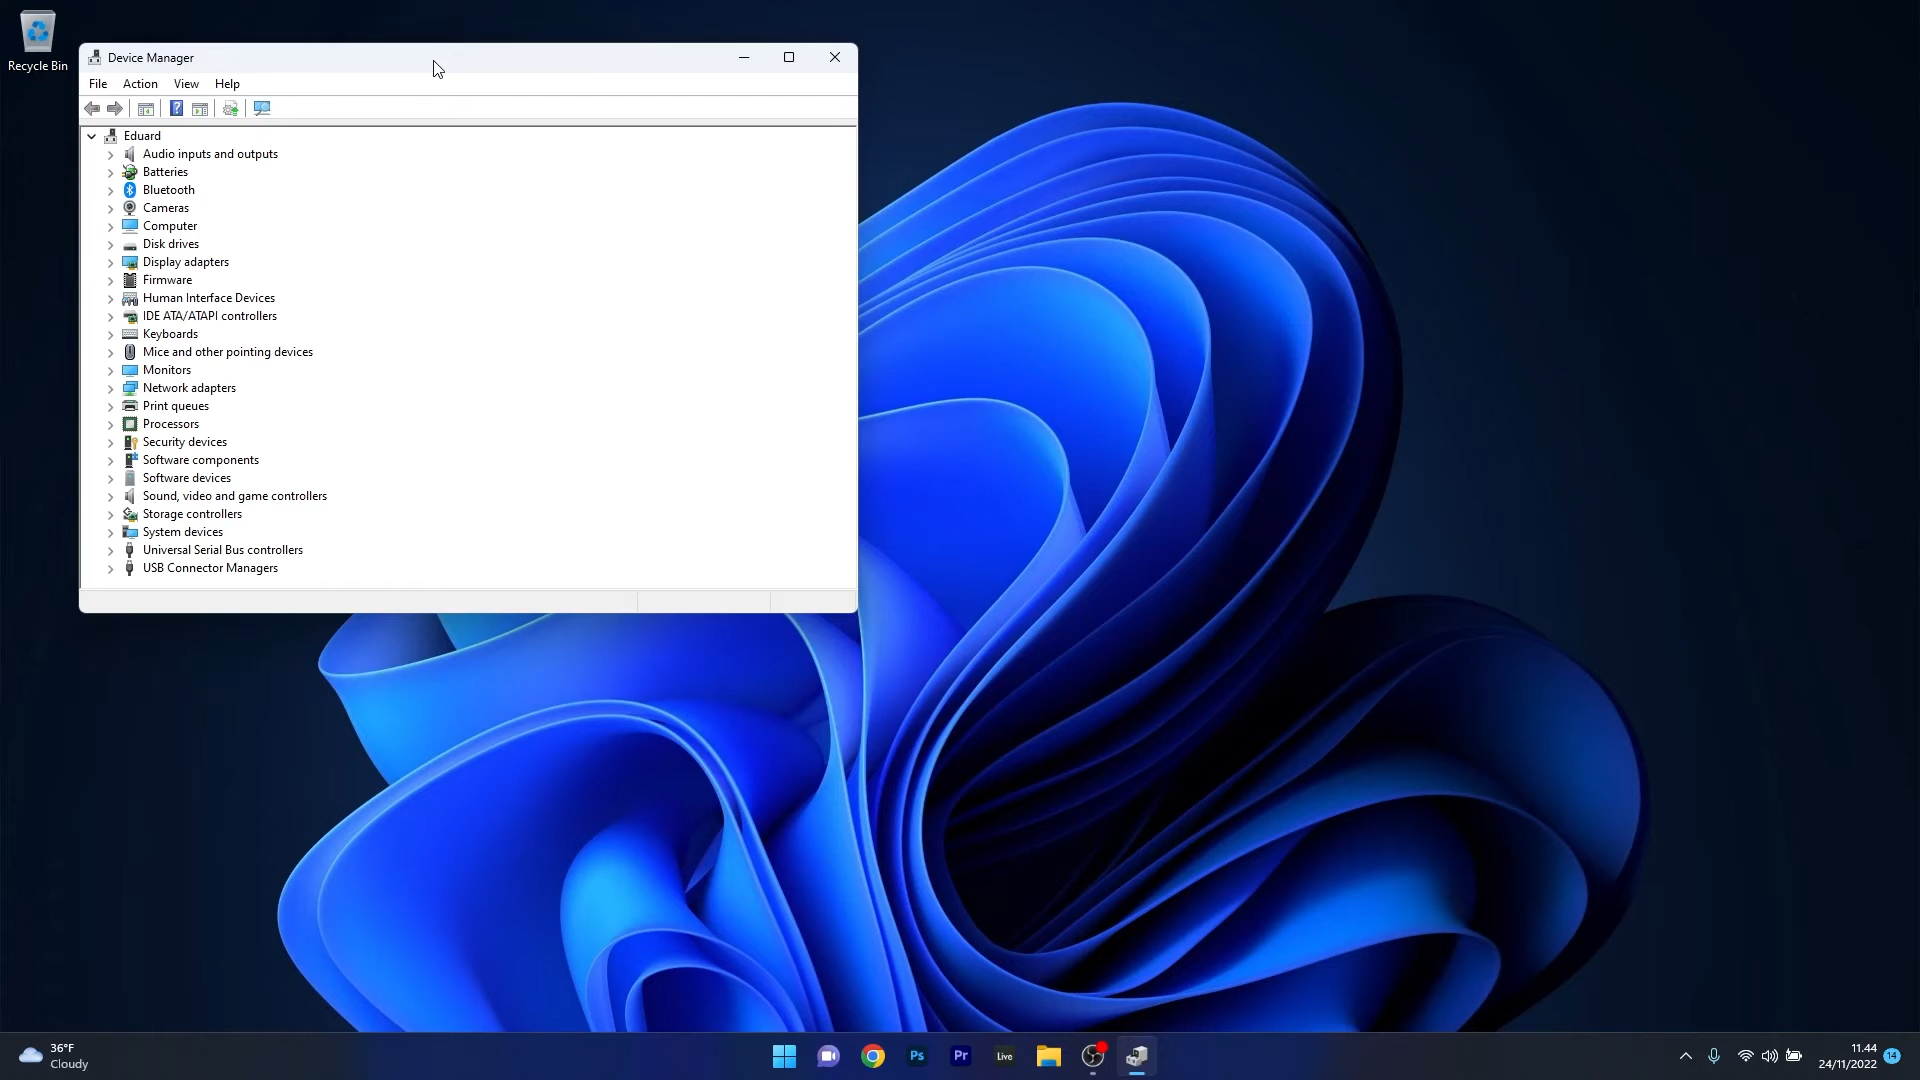 Recycle Bin
Device Manager
File Action View Help
?
Eduard
Audio inputs and outputs
Batteries
Bluetooth
Cameras
Computer
Disk drives
Display adapters
Firmware
Human Interface Devices
IDE ATA/ATAPI controllers
Keyboards
Mice and other pointing devices
Monitors
Network adapters
Print queues
Processors
Security devices
Software components
Software devices
Sound, video and game controllers
Storage controllers
System devices
Universal Serial Bus controllers
USB Connector Managers
36°F
Cloudy
Ps
Pr
Live
11.44
24/11/2022
14